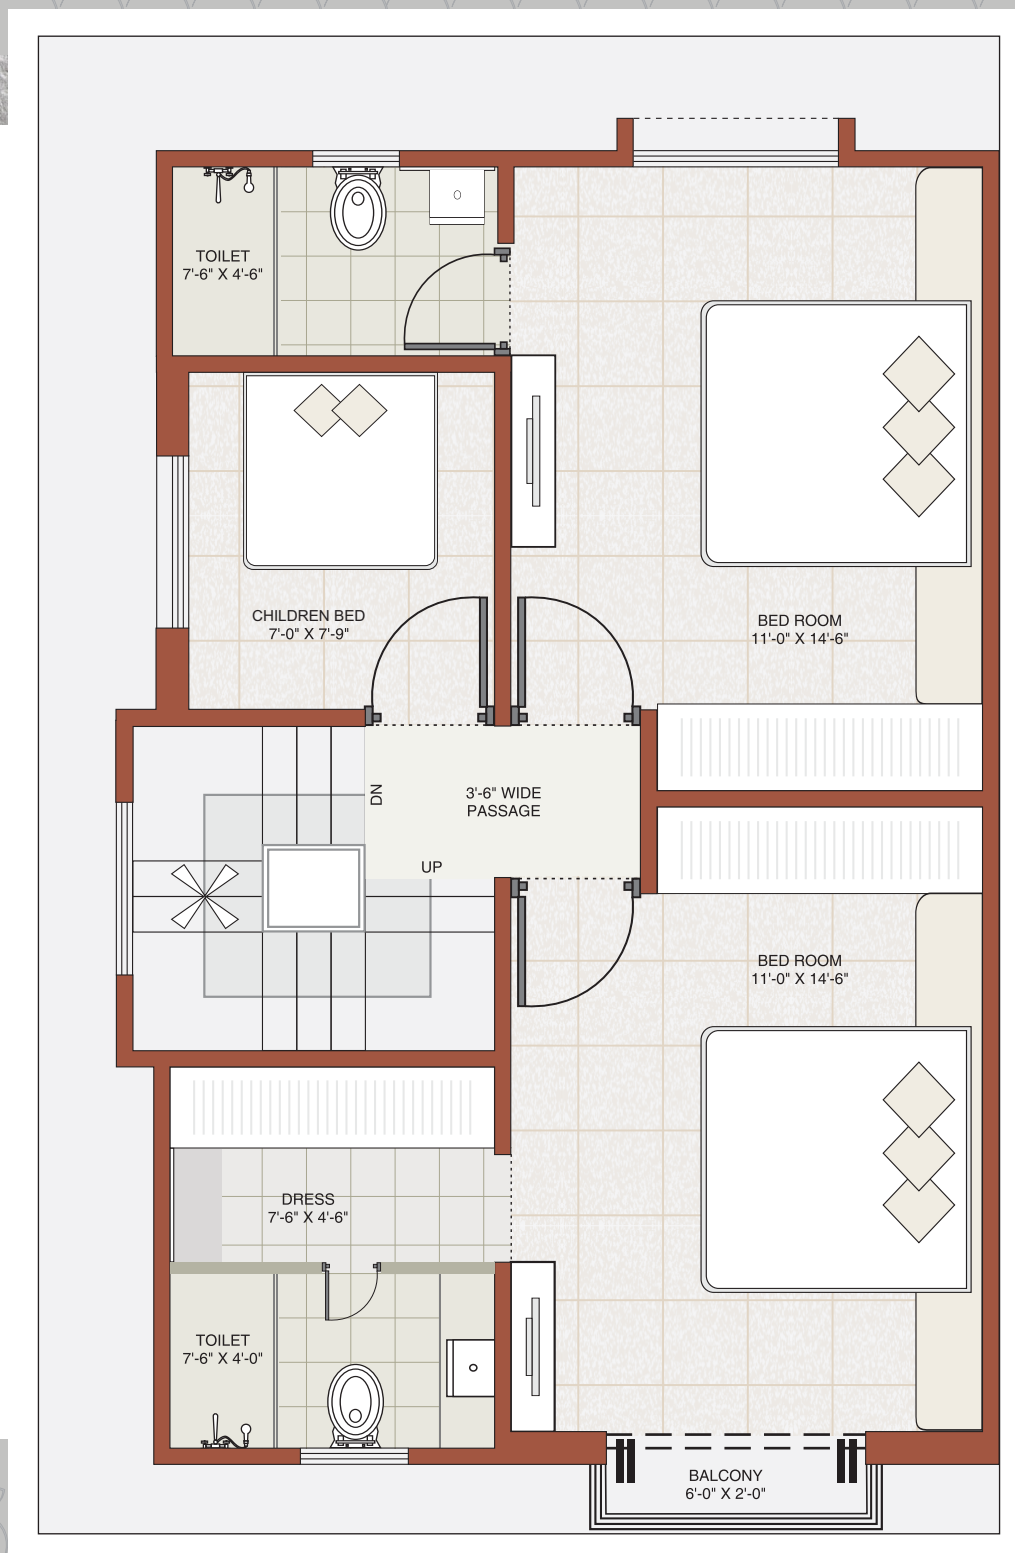 TOILET
7'-6" X 4'-6"
CHILDREN BED
7'-0" X 7'-9"
BED ROOM
11'-0" X 14'-6"
DN
3'-6" WIDE
PASSAGE
UP
BED ROOM
11'-0" X 14'-6"
DRESS
7'-6" X 4'-6"
TOILET
7'-6" X 4'-0"
BALCONY
6'-0" X 2'-0"